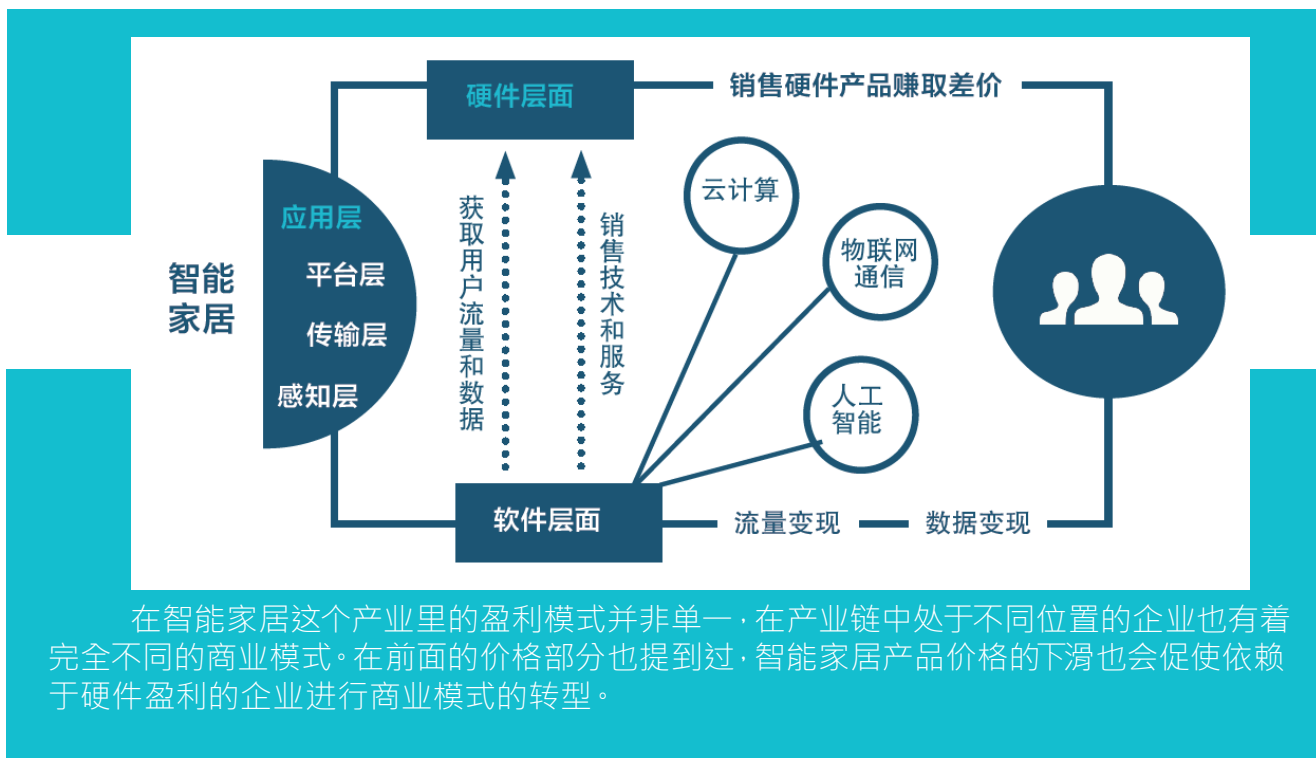 硬件层面
销售硬件产品赚取差价
云计算
应用层
获取用户流量和数据
销售技术和服务
物联网
通信
智能
家居
平台层
传输层
感知层
人工
智能
软件层面
流量变现
数据变现
在智能家居这个产业里的盈利模式并非单一，在产业链中处于不同位置的企业也有着
完全不同的商业模式。在前面的价格部分也提到过，智能家居产品价格的下滑也会促使依赖
于硬件盈利的企业进行商业模式的转型。